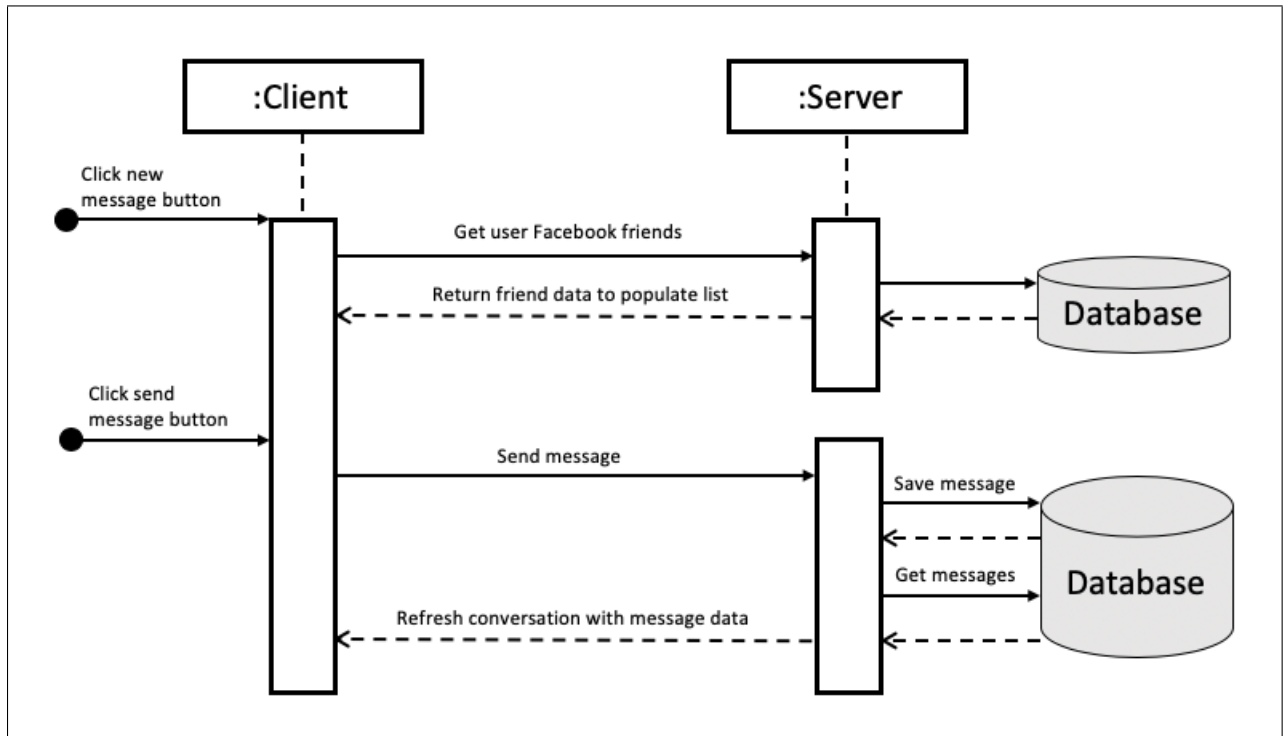 :Client
:Server
Click new
message button
Get user Facebook friends
Return friend data to populate list
Database
Click send
message button
Send message
Save message
Get messages
Database
Refresh conversation with message data